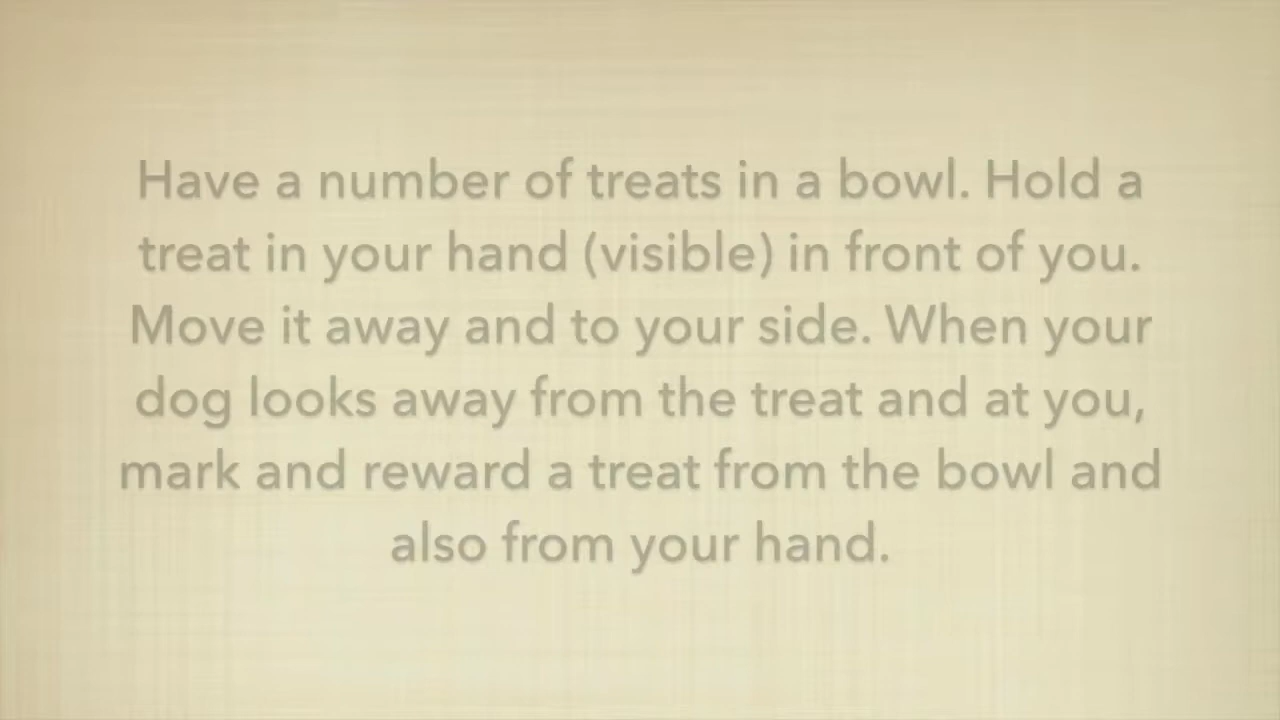 Have a number of treats in a bowl. Hold a
treat in your hand (visible) in front of you.
Move it away and to your side. When your
dog looks away from the treat and at you,
mark and reward a treat from the bowl and
also from your hand.